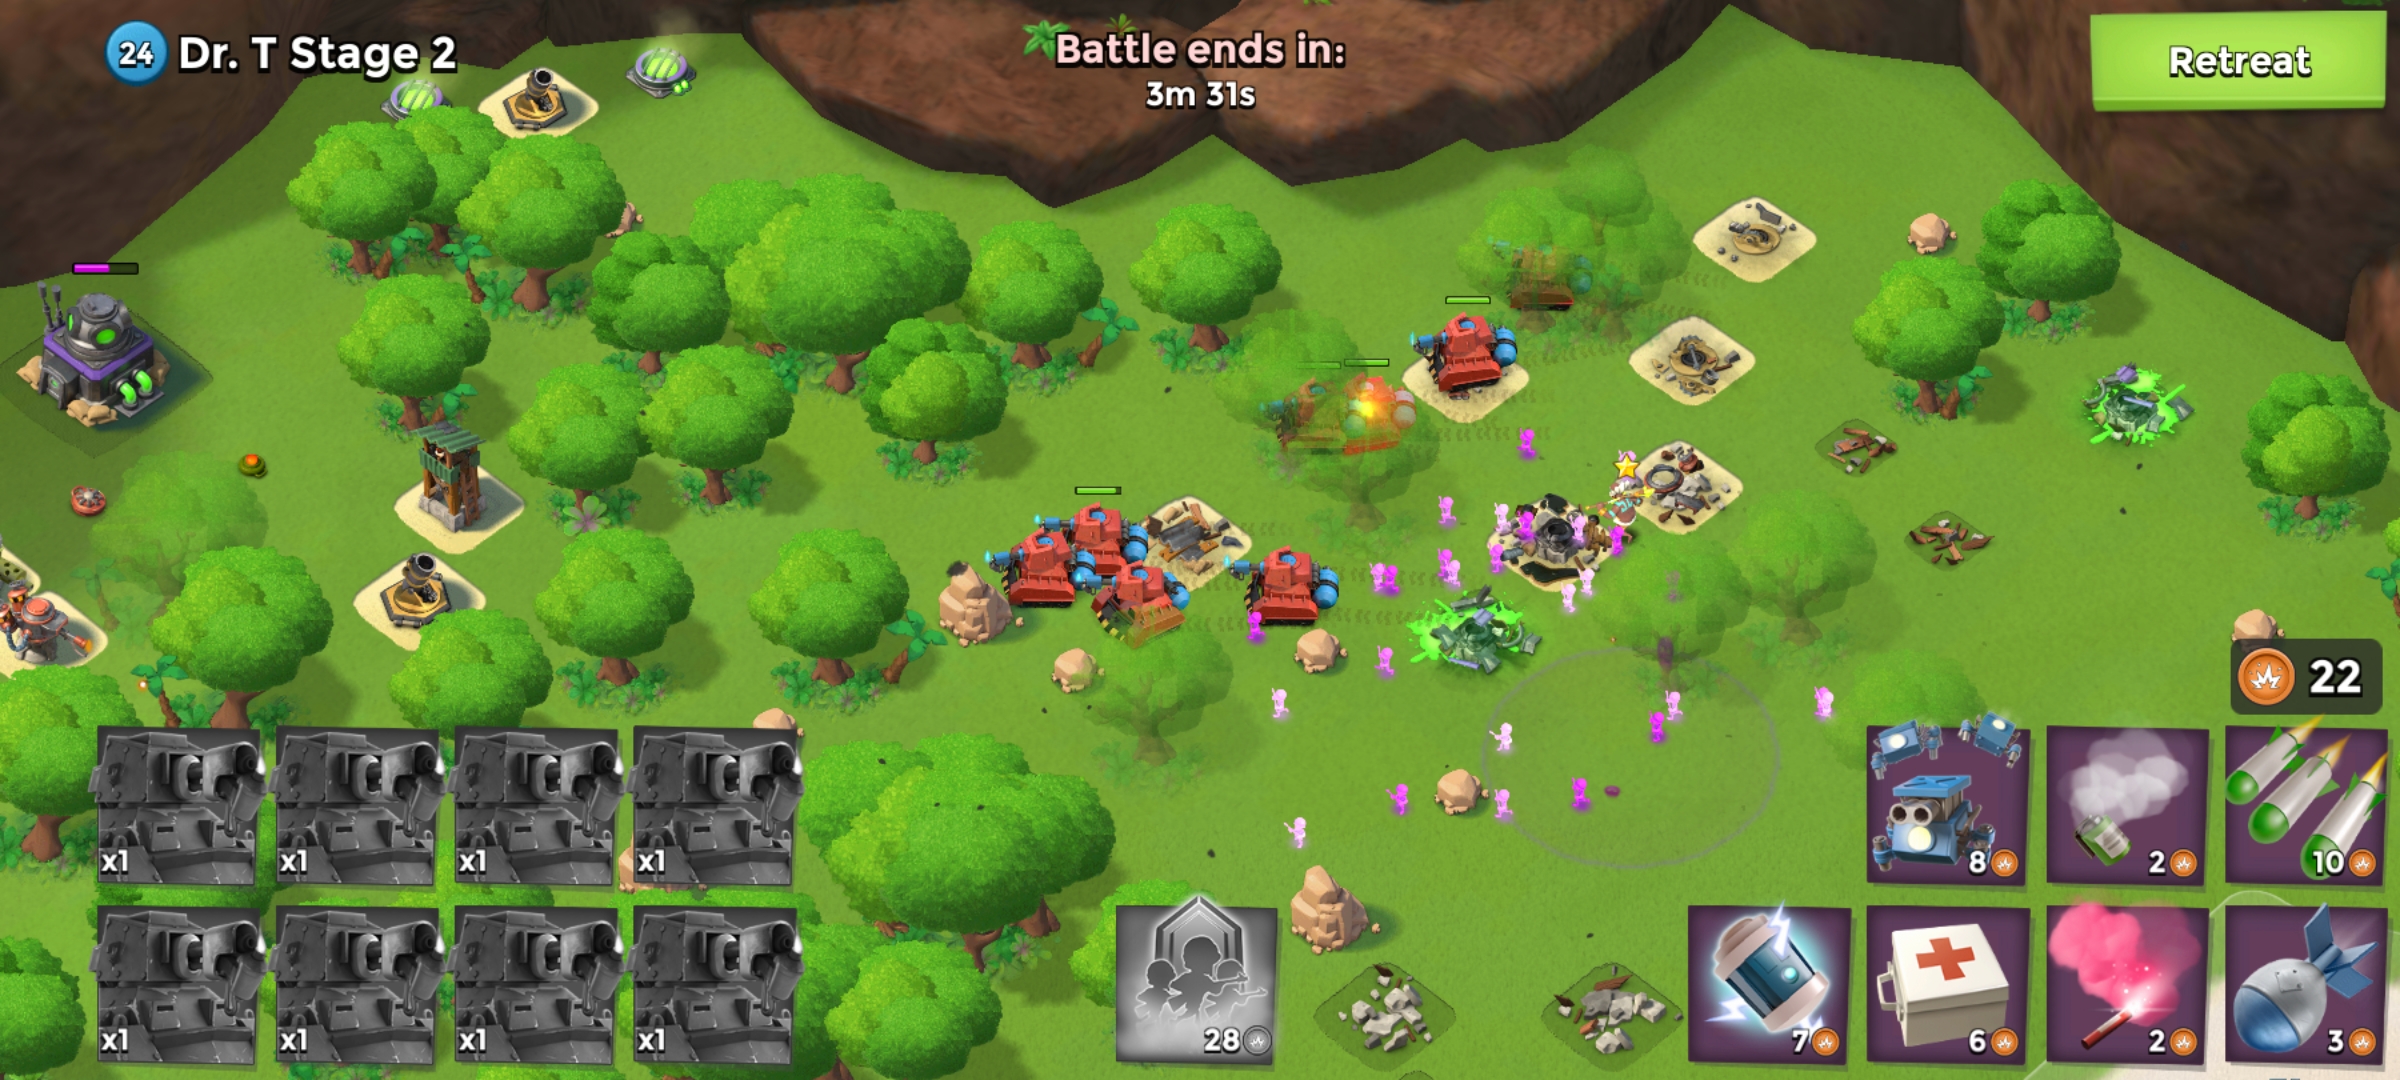 24 Dr. T Stage 2
Battle ends in:
3m 31s
Retreat
22
x1 x1 x1 x1
8 2 10
x1 x1 x1 x1
28
7 6 2 3